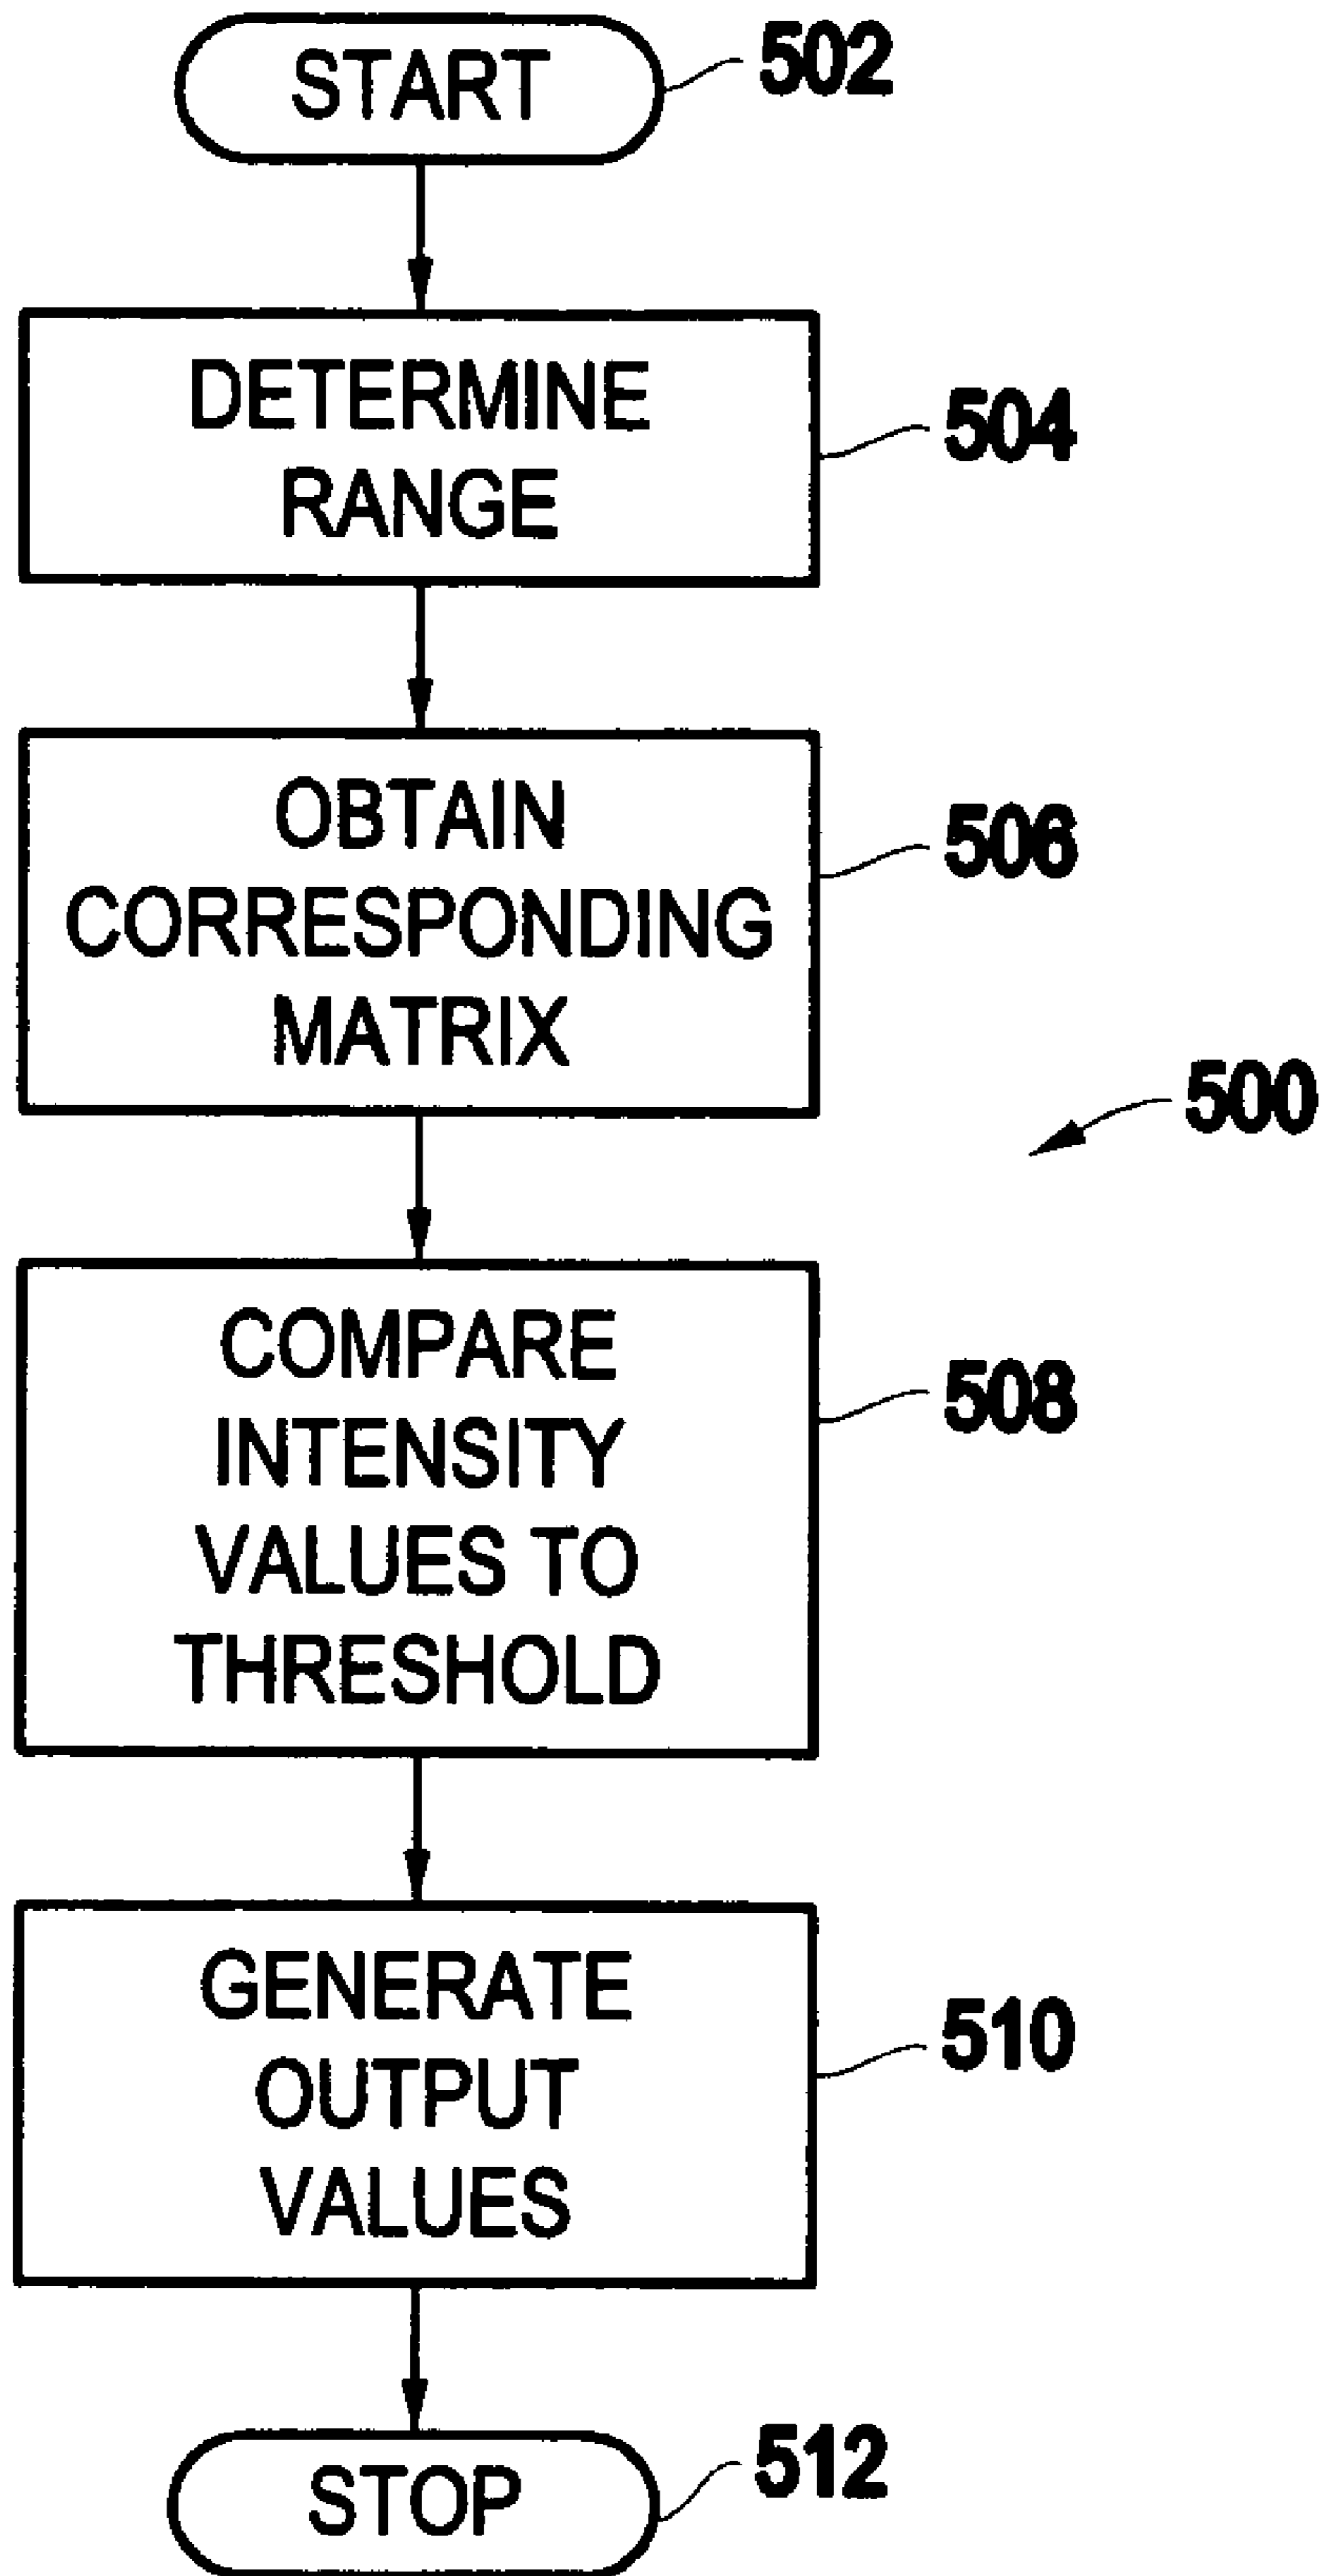 START
502
DETERMINE
RANGE
504
OBTAIN
CORRESPONDING
MATRIX
506
500
COMPARE
INTENSITY
VALUES TO
THRESHOLD
508
GENERATE
OUTPUT
VALUES
510
STOP
512